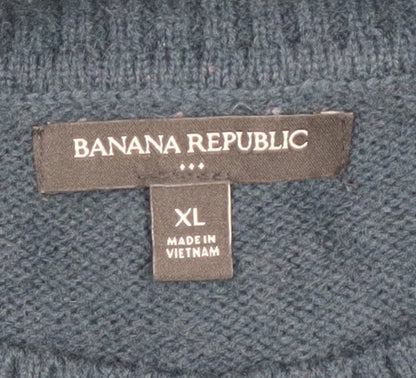 BANANA REPUBLIC
XL
MADE IN
VIETNAM